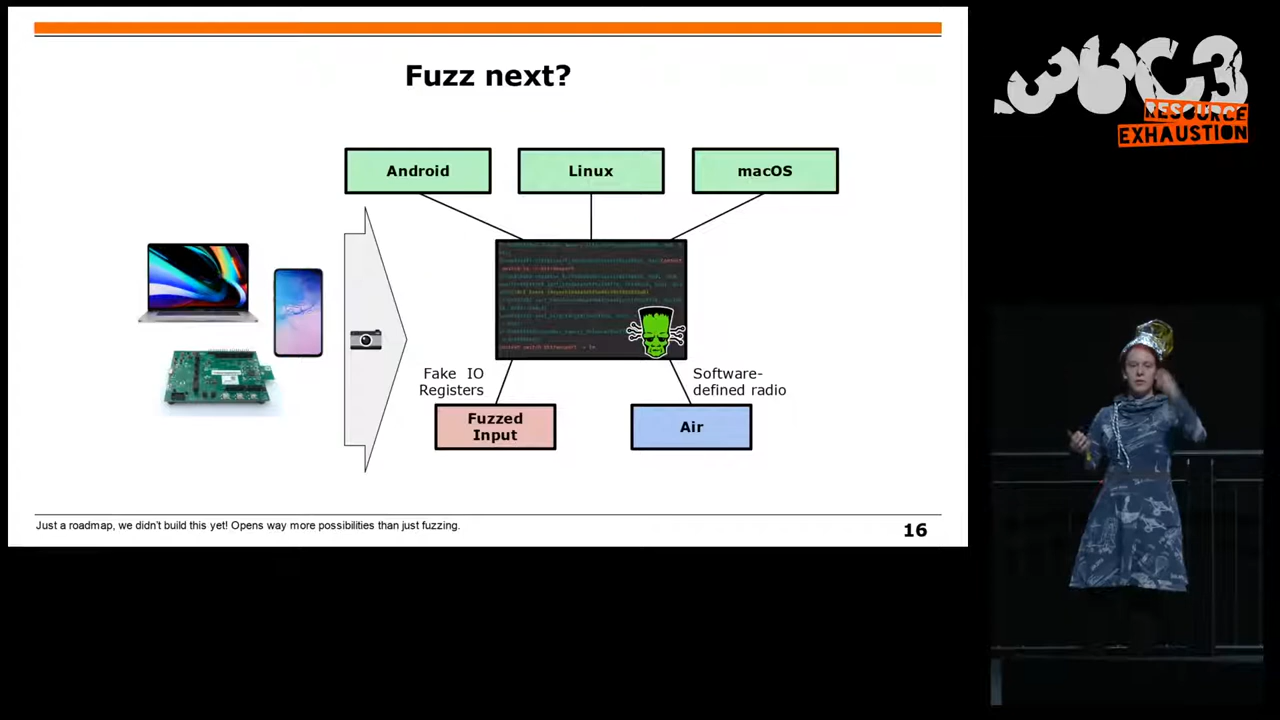 Fuzz next?
36C3
RESOURCE
EXHAUSTION
Android
Linux
macOS
Fake IO
Registers
Software-
defined radio
Fuzzed
Input
Air
Just a roadmap, we didn't build this yet! Opens way more possibilities than just fuzzing.
16